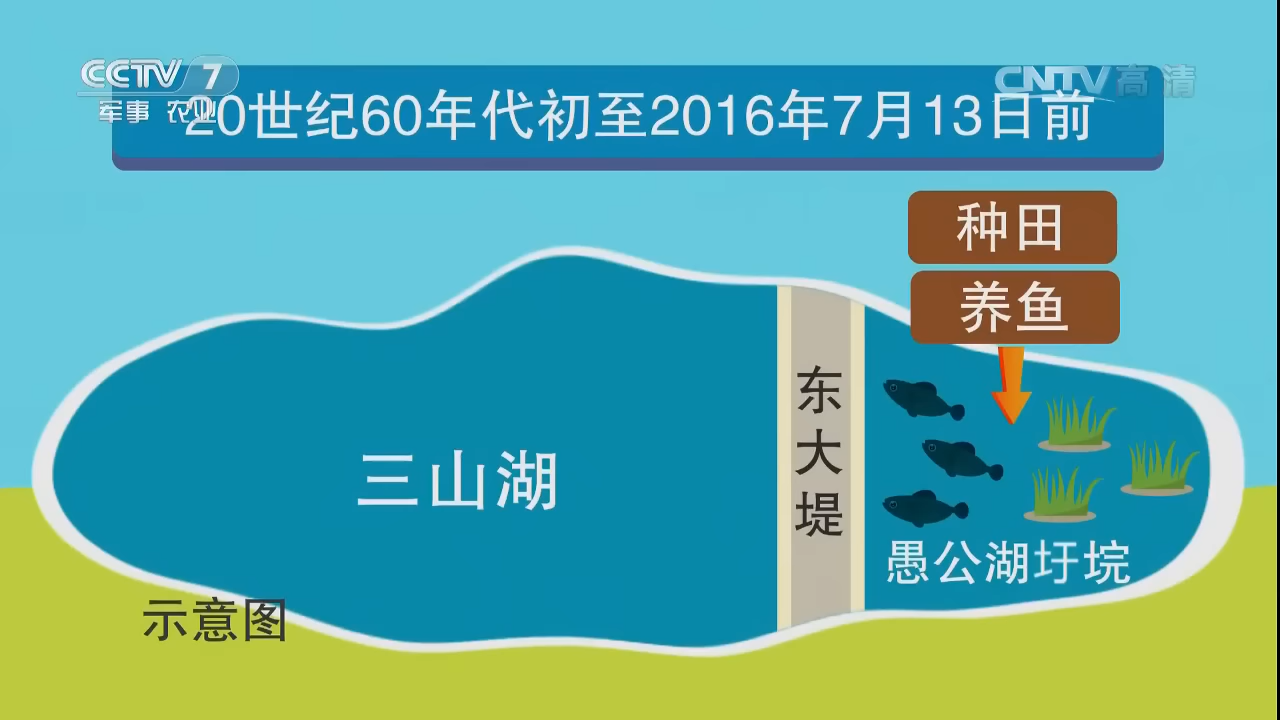 CCTV 7
军事 农业
CNTV高清
20世纪60年代初至2016年7月13日前
种田
养鱼
东大堤
三山湖
愚公湖圩垸
示意图